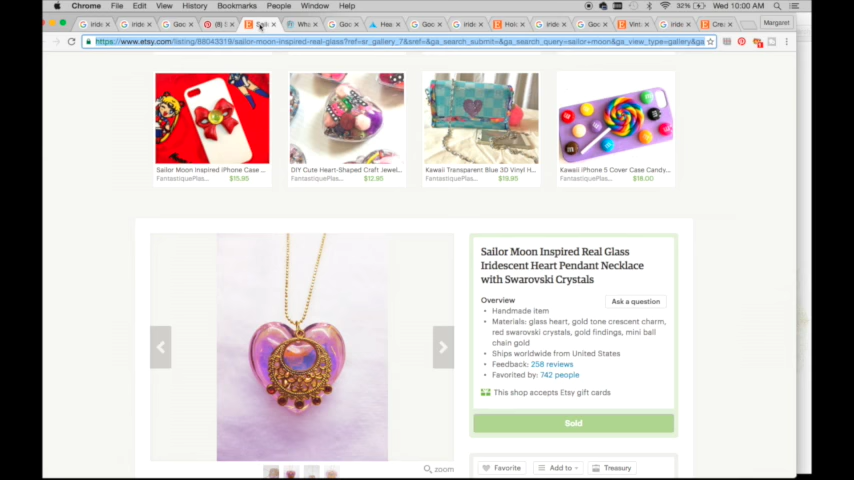 Chrome File Edit View History Bookmarks People Window Help
32% Wed 10:00 AM
Margaret
https://www.etsy.com/listing/88043319/sailor-moon-inspired-real-glass?ref=sr_gallery_7&sref=&ga_search_submit=&ga_search_query=sailor+moon&ga_view_type=gallery&ga
Sailor Moon Inspired iPhone Case ...
FantastiquePlas... $15.95
DIY Cute Heart-Shaped Craft Jewel...
FantastiquePlas... $12.95
Kawaii Transparent Blue 3D Vinyl H...
FantastiquePlas... $19.95
Kawaii iPhone 5 Cover Case Candy...
FantastiquePlas... $18.00
Sailor Moon Inspired Real Glass
Iridescent Heart Pendant Necklace
with Swarovski Crystals
Overview
Ask a question
Handmade item
Materials: glass heart, gold tone crescent charm,
red swarovski crystals, gold findings, mini ball
chain gold
Ships worldwide from United States
Feedback: 258 reviews
Favorited by: 742 people
This shop accepts Etsy gift cards
Sold
zoom
Favorite
Add to
Treasury